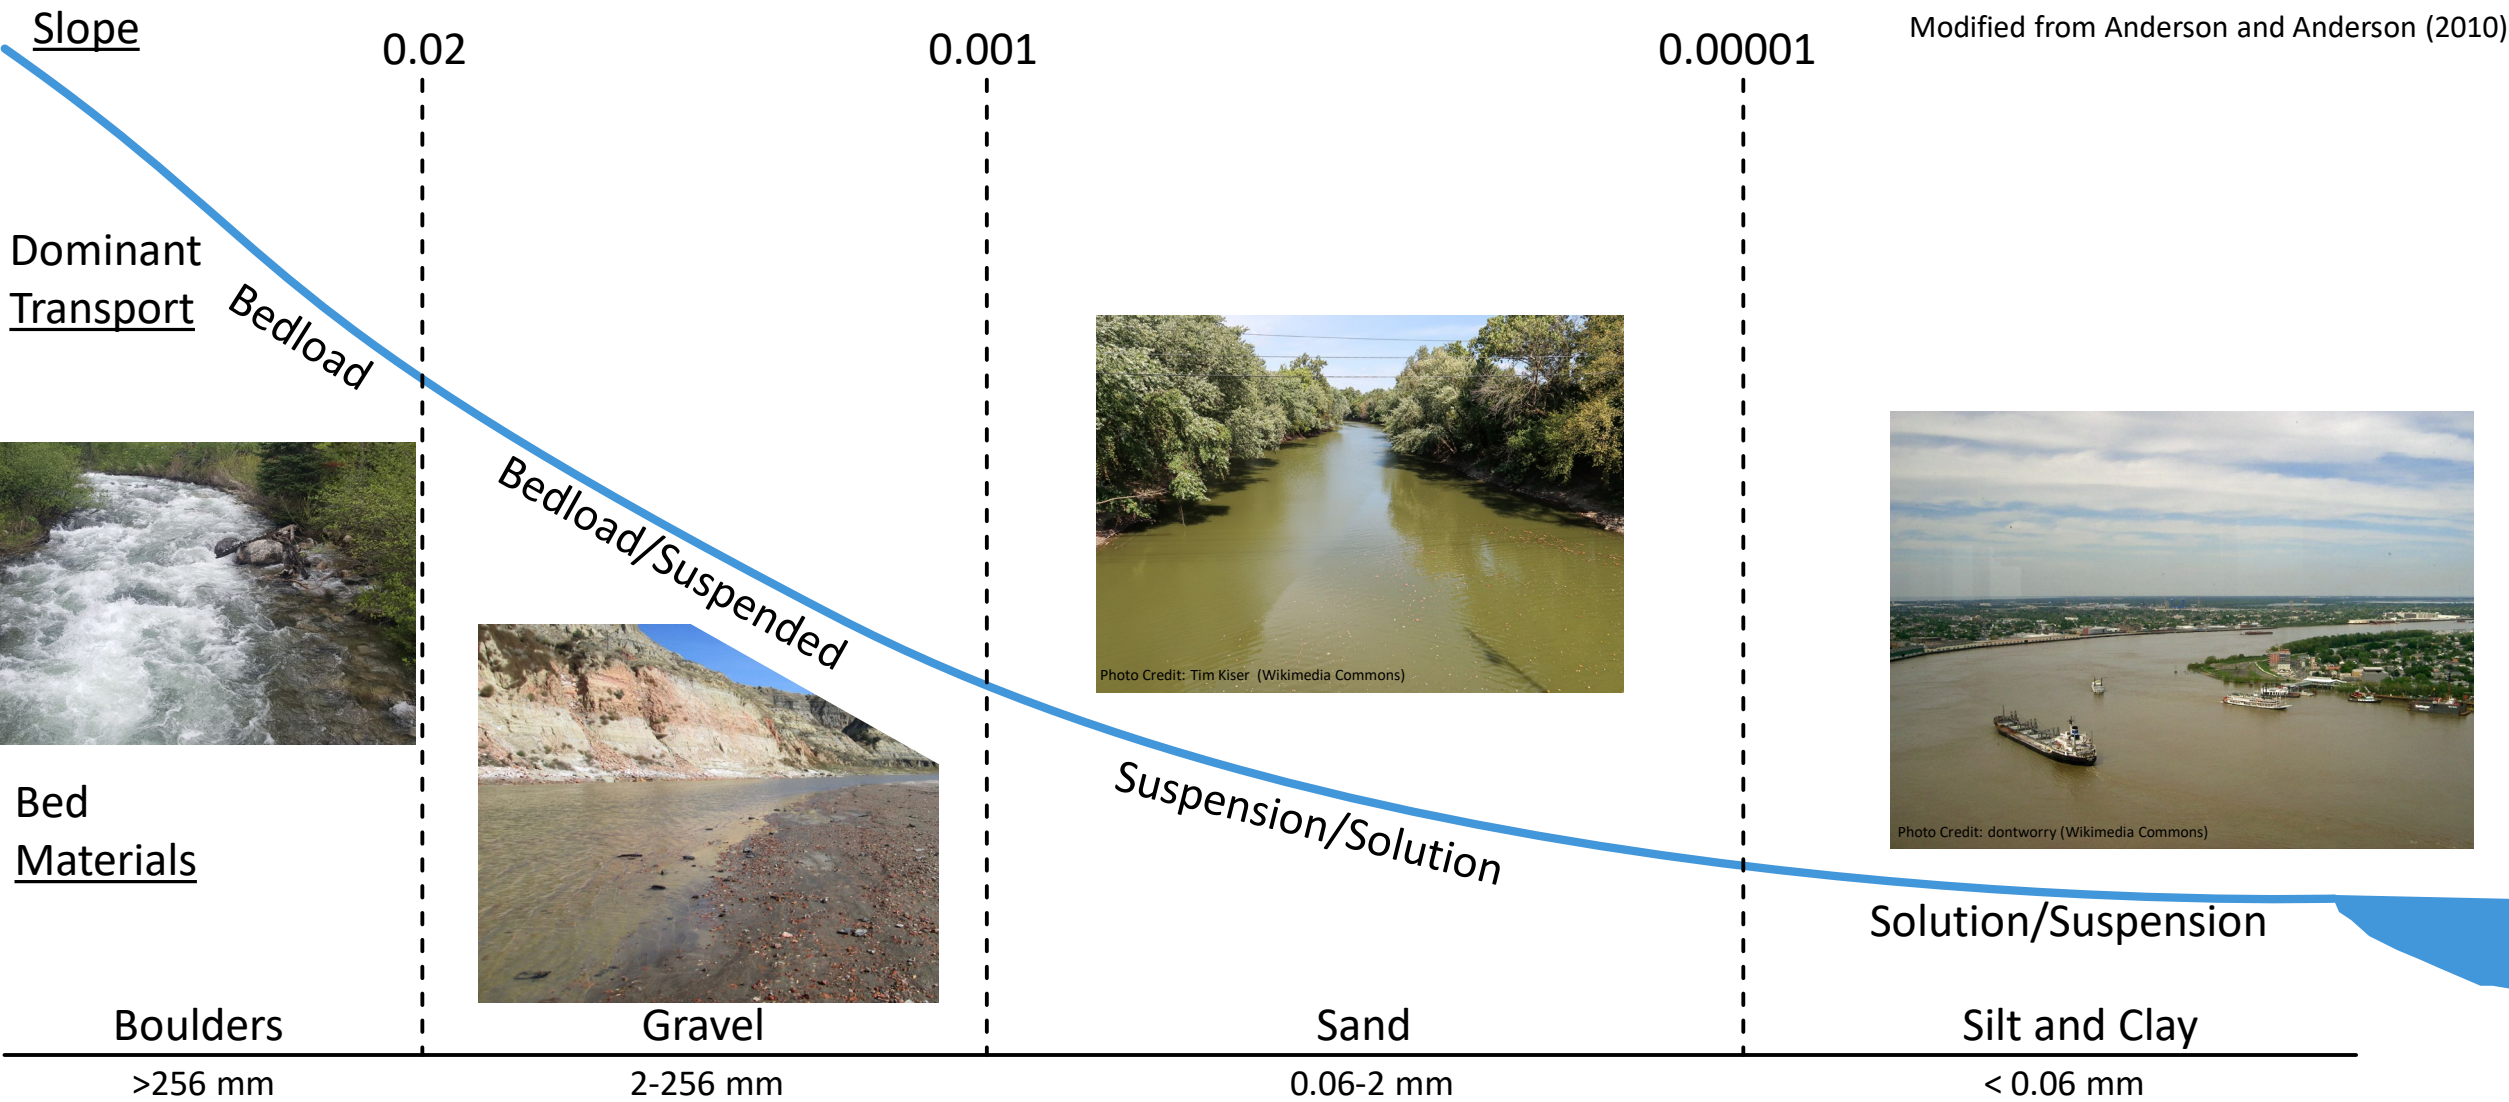 Slope
0.02
0.001
0.00001
Modified from Anderson and Anderson (2010)
Dominant
Transport
Bedload
Bedload/Suspended
Suspension/Solution
Solution/Suspension
Photo Credit: Tim Kiser (Wikimedia Commons)
Photo Credit: dontworry (Wikimedia Commons)
Bed
Materials
Boulders
Gravel
Sand
Silt and Clay
>256 mm
2-256 mm
0.06-2 mm
< 0.06 mm